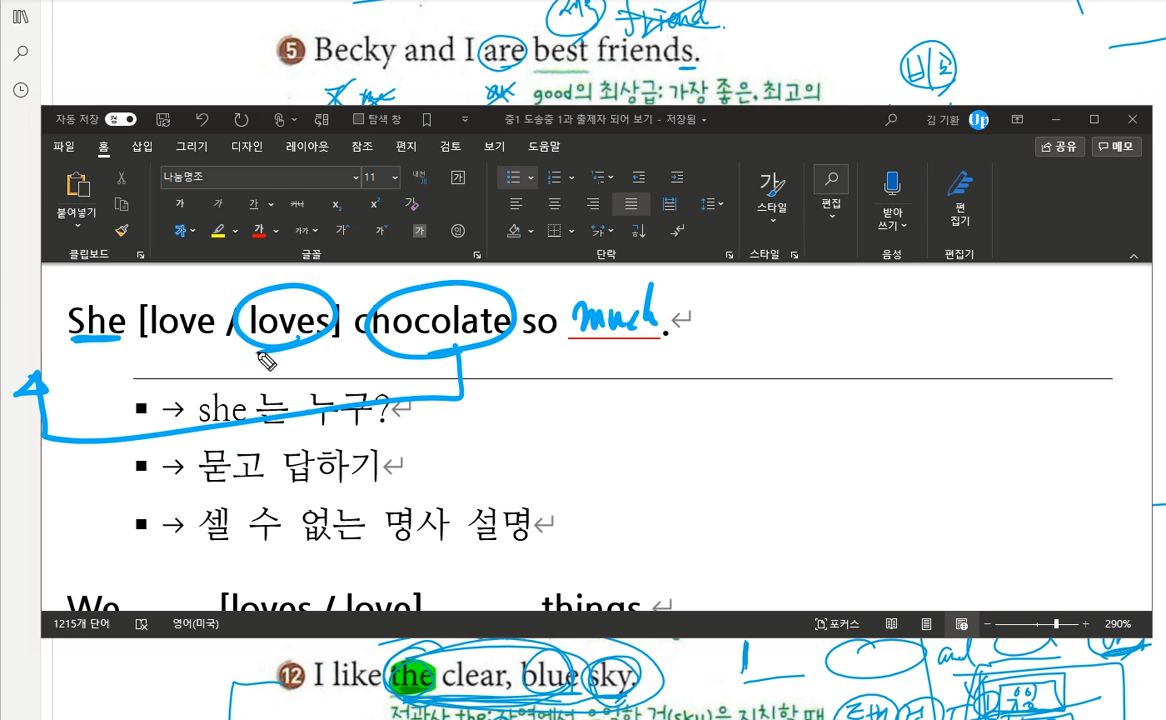 friend.
5 Becky and I are best friends.
비교
good의 최상급: 가장 좋은, 최고의
자동 저장 중1 도송중 1과 출제자 되어 보기 - 저장됨 김 기환 Up
탐색 창
파일 홈 삽입 그리기 디자인 레이아웃 참조 편지 검토 보기 도움말 공유 메모
나눔명조 11
붙여넣기 스타일 편집 받아쓰기 편집기
클립보드 글꼴 단락 스타일 음성 편집기
She [love / loves] chocolate so much.
→ she 는 누구?
→ 묻고 답하기
→ 셀 수 없는 명사 설명
We [loves / love] things
1215개 단어 영어(미국) 포커스 290%
12 I like the clear, blue sky.
and